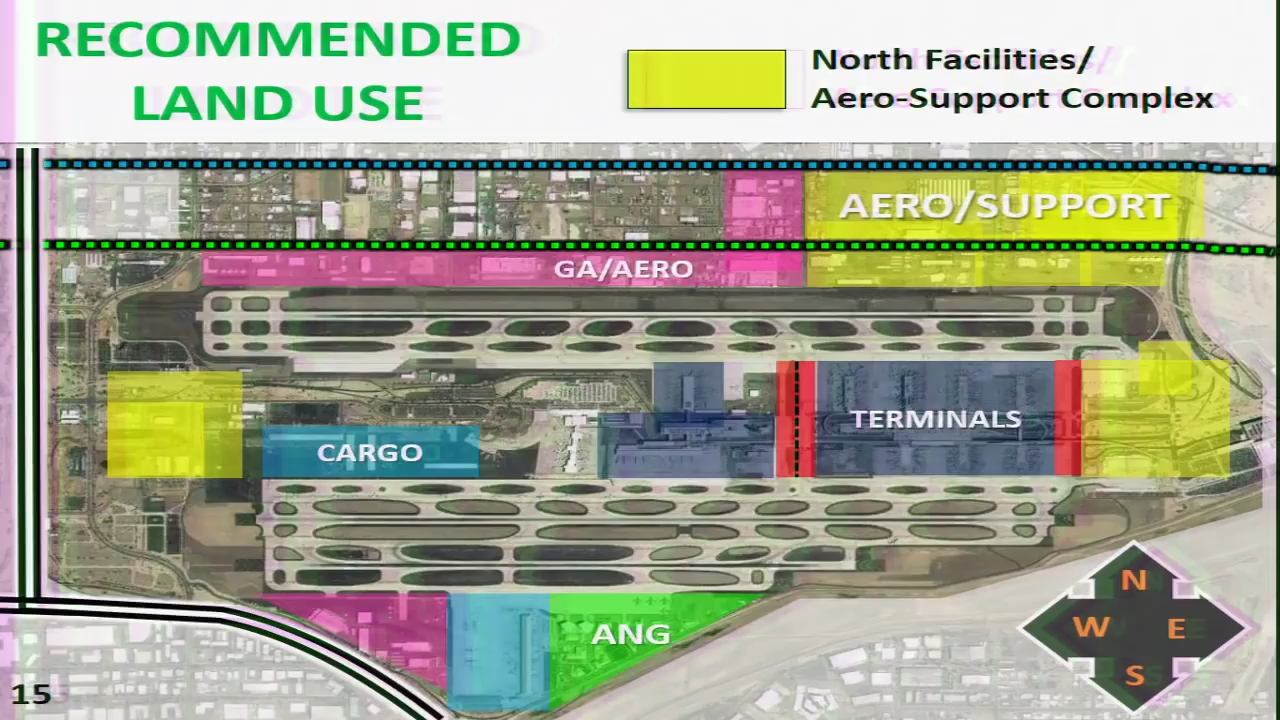 RECOMMENDED
LAND USE
North Facilities/
Aero-Support Complex
AERO/SUPPORT
GA/AERO
TERMINALS
CARGO
ANG
N
W E
S
15